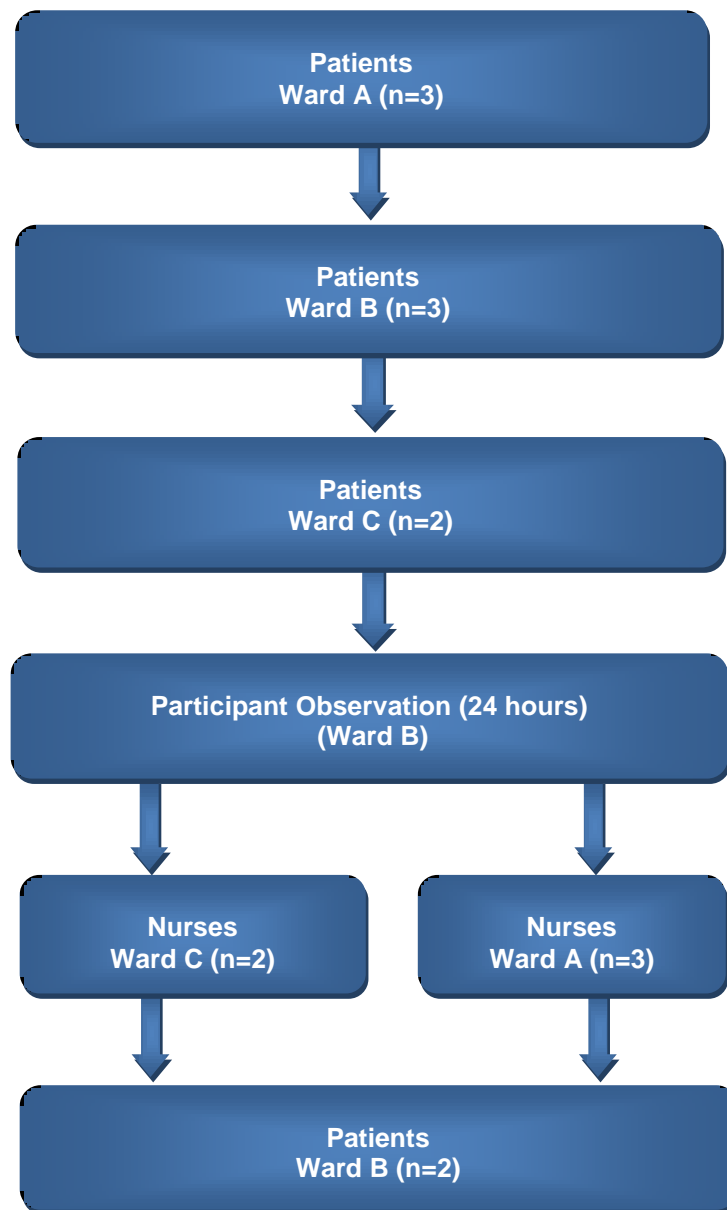 Patients
Ward A (n=3)
Patients
Ward B (n=3)
Patients
Ward C (n=2)
Participant Observation (24 hours)
(Ward B)
Nurses
Ward C (n=2)
Nurses
Ward A (n=3)
Patients
Ward B (n=2)